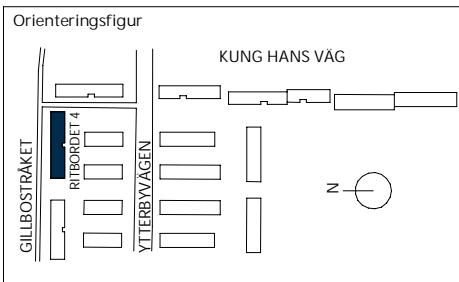 Orienteringsfigur
KUNG HANS VÄG
GILLBOSTRÅKET
RITBORDET 4
YTTERBYVÄGEN
N